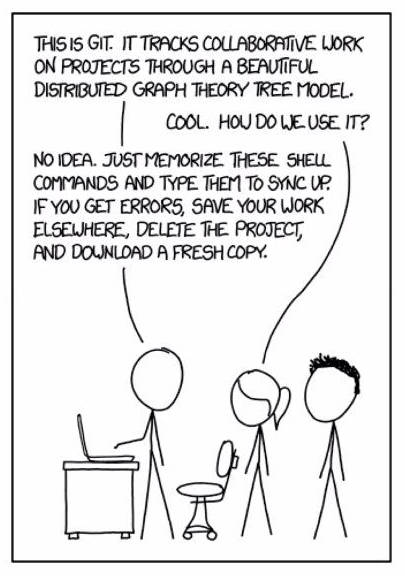 THIS IS GIT. IT TRACKS COLLABORATIVE WORK
ON PROJECTS THROUGH A BEAUTIFUL
DISTRIBUTED GRAPH THEORY TREE MODEL.
COOL. HOW DO WE USE IT?
NO IDEA. JUST MEMORIZE THESE SHELL
COMMANDS AND TYPE THEM TO SYNC UP.
IF YOU GET ERRORS, SAVE YOUR WORK
ELSEWHERE, DELETE THE PROJECT,
AND DOWNLOAD A FRESH COPY.